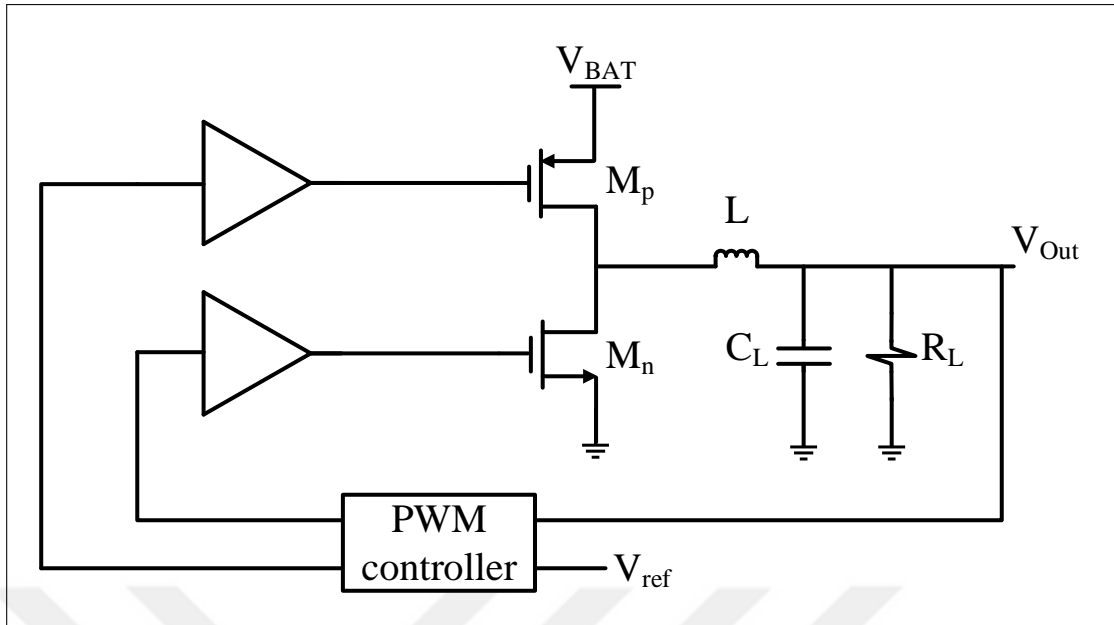 V_BAT
M_p
L
V_Out
M_n
C_L
R_L
PWM
controller
V_ref